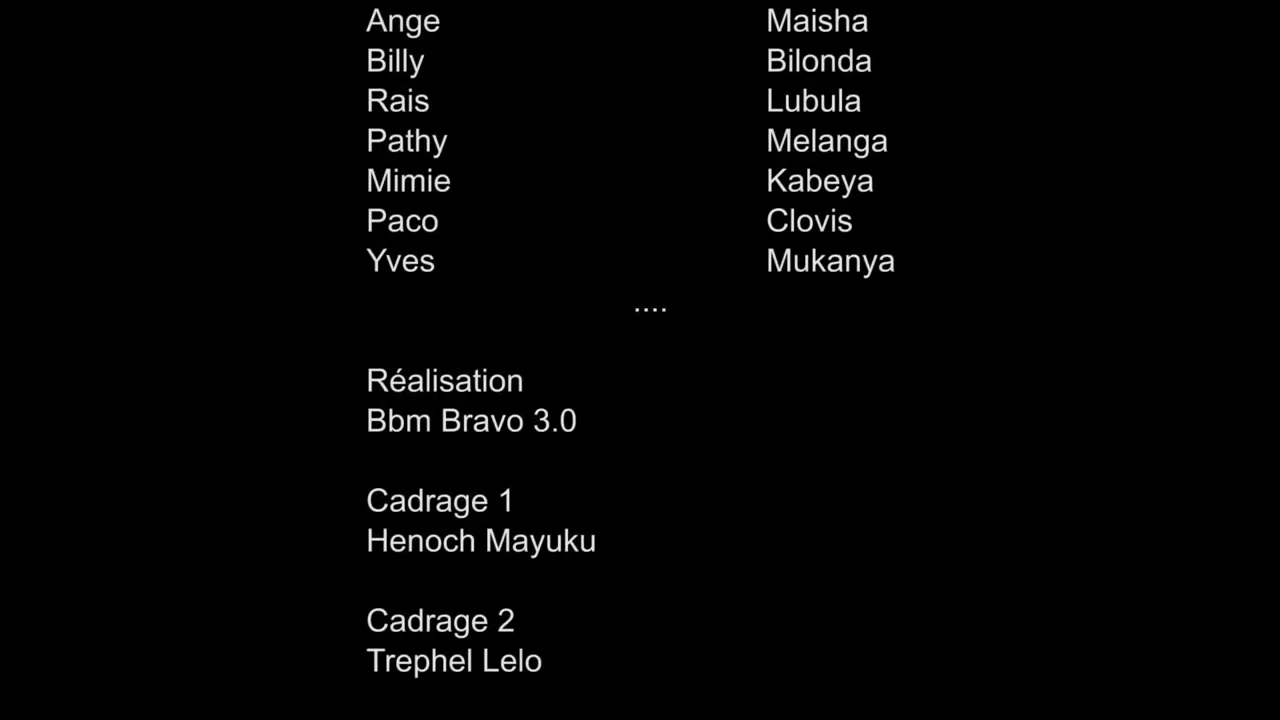 Ange Maisha
Billy Bilonda
Rais Lubula
Pathy Melanga
Mimie Kabeya
Paco Clovis
Yves Mukanya
....
Réalisation
Bbm Bravo 3.0
Cadrage 1
Henoch Mayuku
Cadrage 2
Trephel Lelo